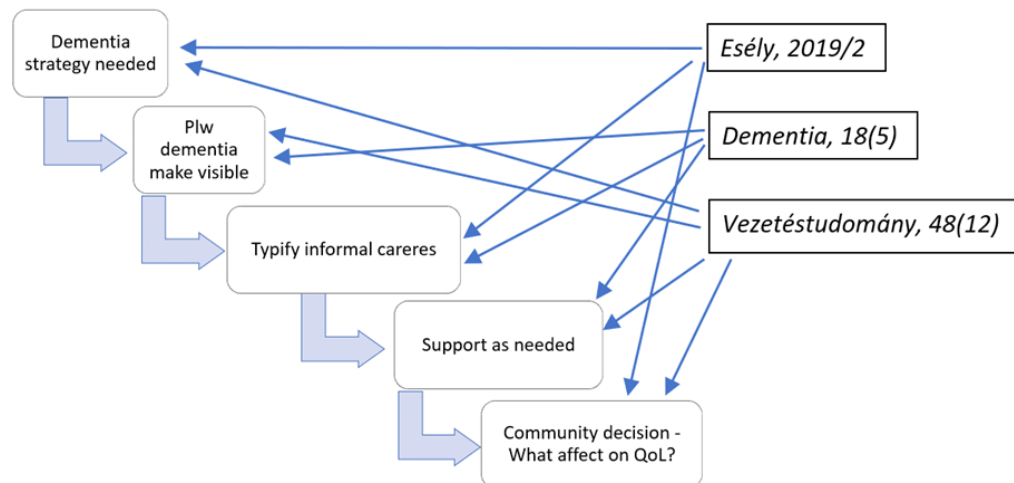 Dementia
strategy needed
Plw
dementia
make visible
Typify informal careres
Support as needed
Community decision -
What affect on QoL?
Esély, 2019/2
Dementia, 18(5)
Vezetéstudomány, 48(12)